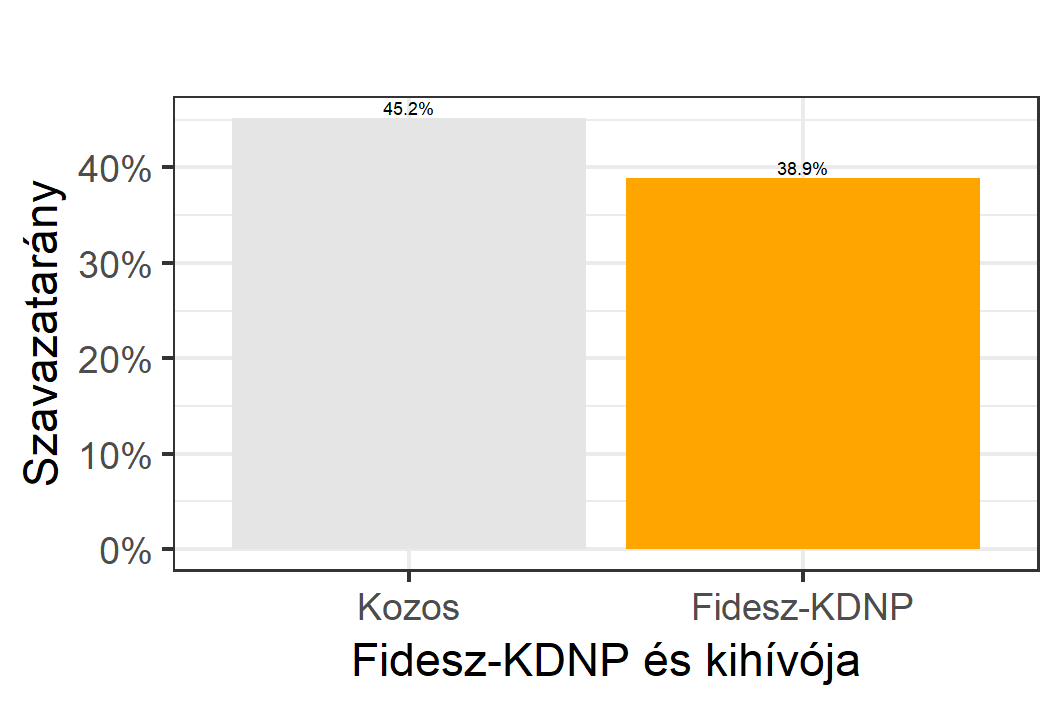 45.2%
38.9%
40%
30%
20%
10%
0%
Szavazatarány
Kozos
Fidesz-KDNP
Fidesz-KDNP és kihívója